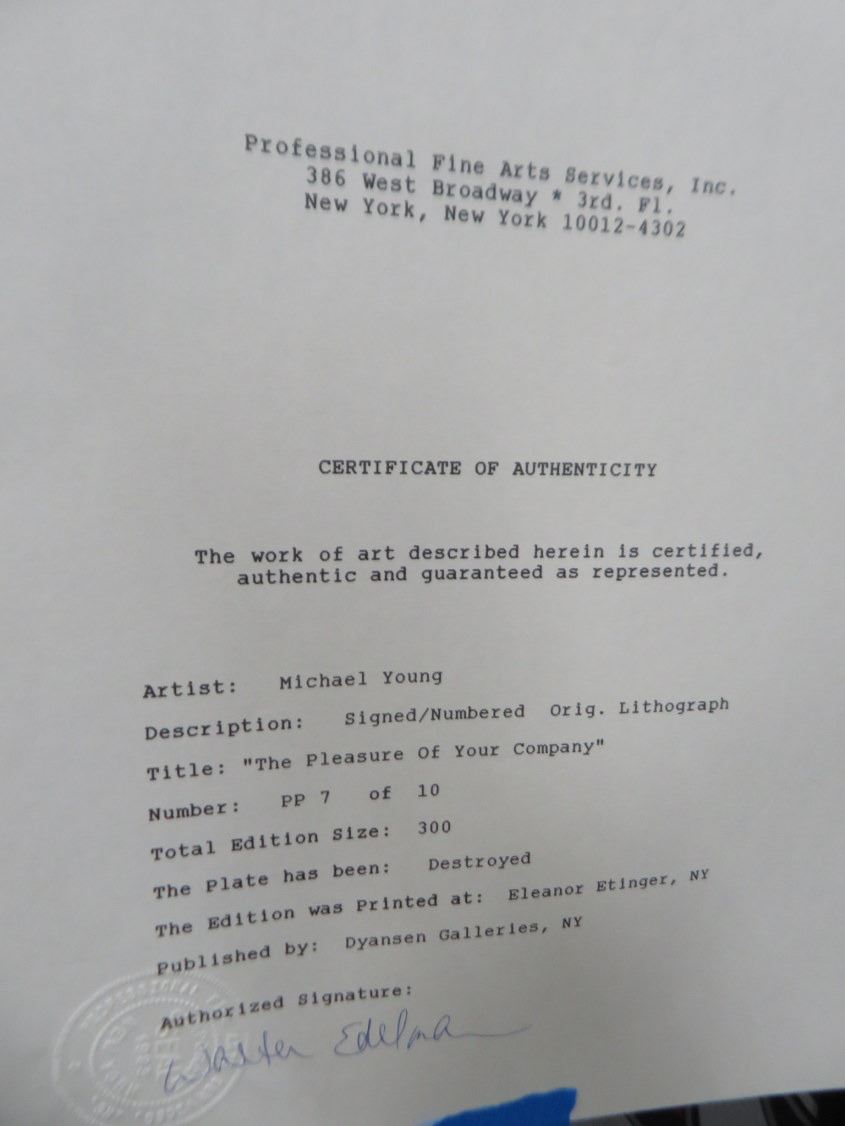 Professional Fine Arts Services, Inc.
386 West Broadway * 3rd. Fl.
New York, New York 10012-4302
CERTIFICATE OF AUTHENTICITY
The work of art described herein is certified,
authentic and guaranteed as represented.
Artist: Michael Young
Description: Signed/Numbered Orig. Lithograph
Title: "The Pleasure Of Your Company"
Number: PP 7 of 10
Total Edition Size: 300
The Plate has been: Destroyed
The Edition was Printed at: Eleanor Etinger, NY
Published by: Dyansen Galleries, NY
Authorized Signature:
Walter Edelman